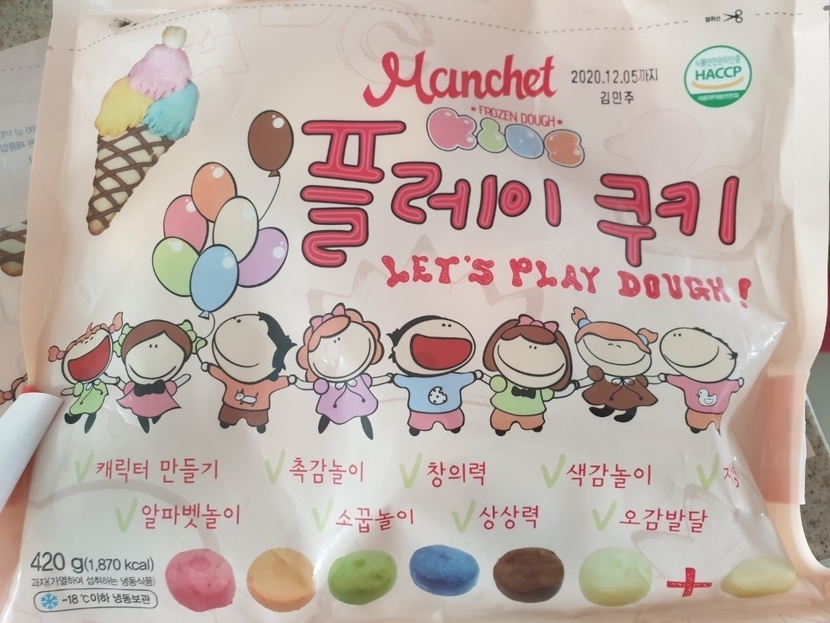 절취선
Manchet
2020.12.05까지
김민주
HACCP
★FROZEN DOUGH★
플레이 쿠키
LET'S PLAY DOUGH!
✓캐릭터 만들기 ✓촉감놀이 ✓창의력 ✓색감놀이 ✓
✓알파벳놀이 ✓소꿉놀이 ✓상상력 ✓오감발달
420 g(1,870 kcal)
과자(가열하여 섭취하는 냉동식품)
-18 ℃이하 냉동보관
+